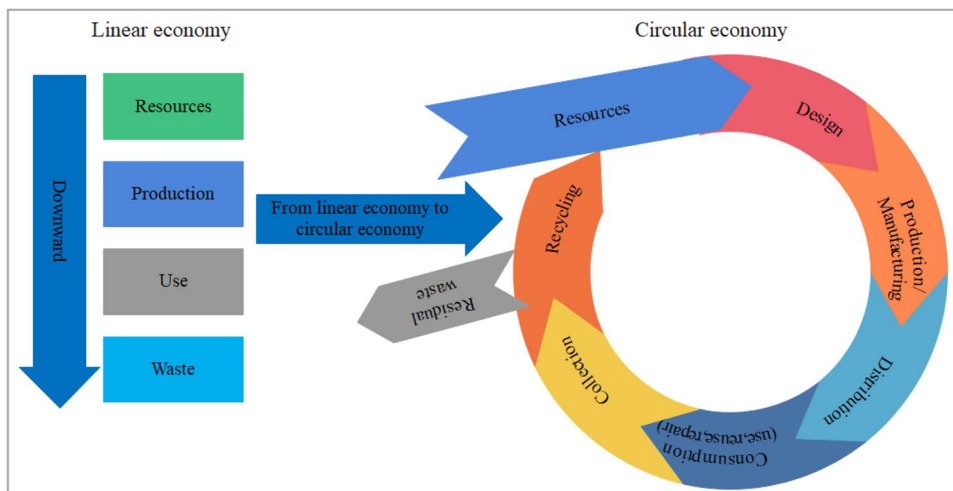 Linear economy
Circular economy
Downward
Resources
Production
Use
Waste
From linear economy to
circular economy
Resources
Design
Production/
Manufacturing
Distribution
Consumption
(use,reuse,repair)
Collection
Recycling
Residual
waste